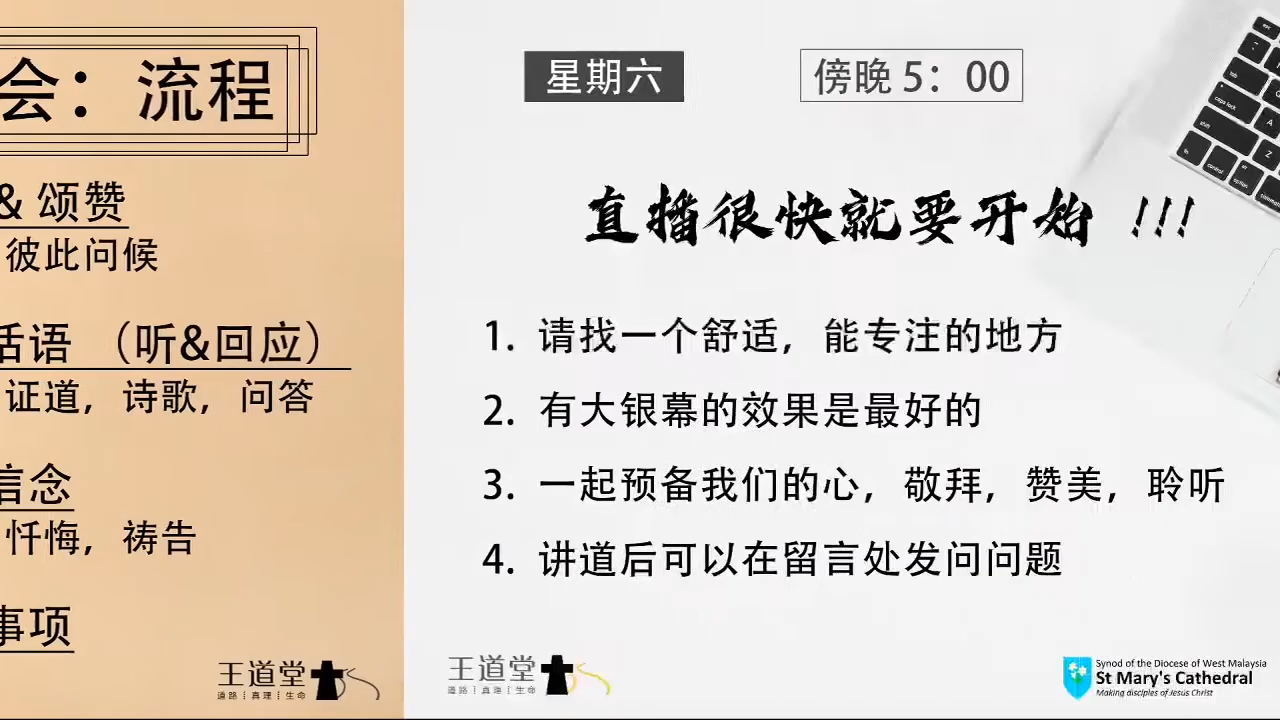 会：流程
& 颂赞
彼此问候
话语 （听&回应）
证道，诗歌，问答
信念
忏悔，祷告
事项
王道堂
道路｜真理｜生命
星期六
傍晚 5：00
直播很快就要开始 !!!
1. 请找一个舒适，能专注的地方
2. 有大银幕的效果是最好的
3. 一起预备我们的心，敬拜，赞美，聆听
4. 讲道后可以在留言处发问问题
王道堂
道路｜真理｜生命
Synod of the Diocese of West Malaysia
St Mary's Cathedral
Making disciples of Jesus Christ